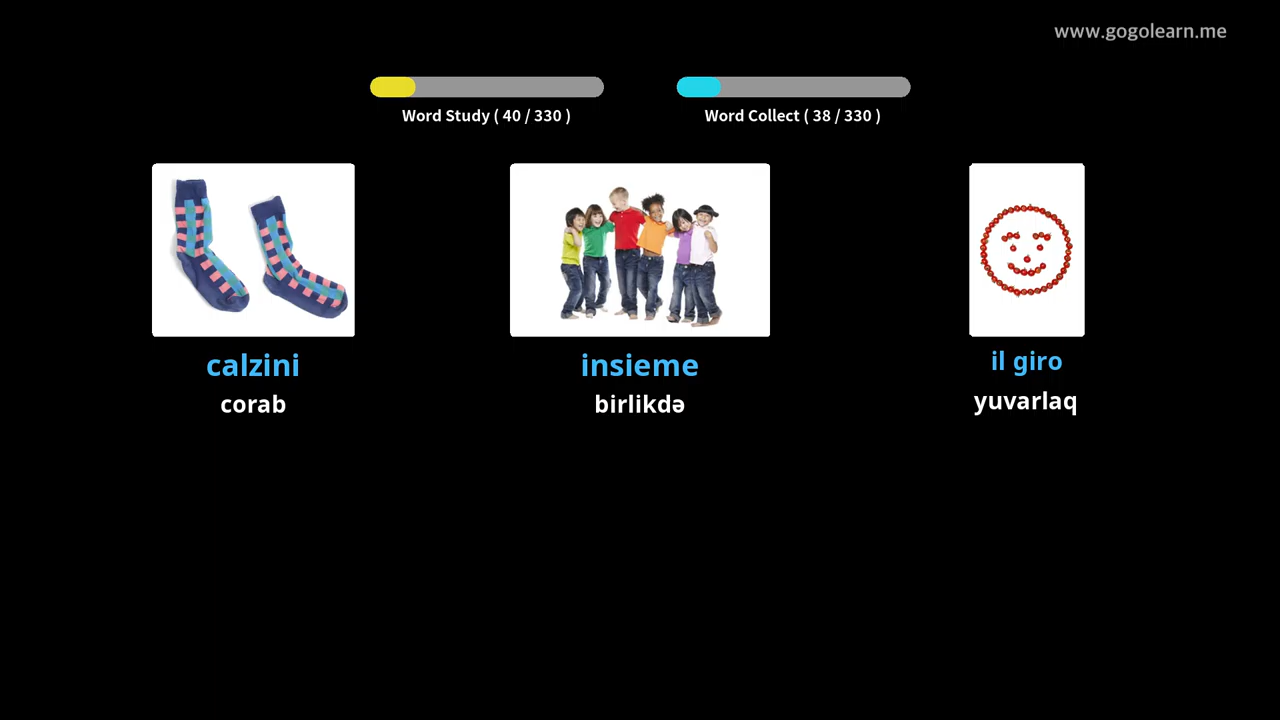 www.gogolearn.me
Word Study ( 40 / 330 )
Word Collect ( 38 / 330 )
calzini
corab
insieme
birlikdə
il giro
yuvarlaq